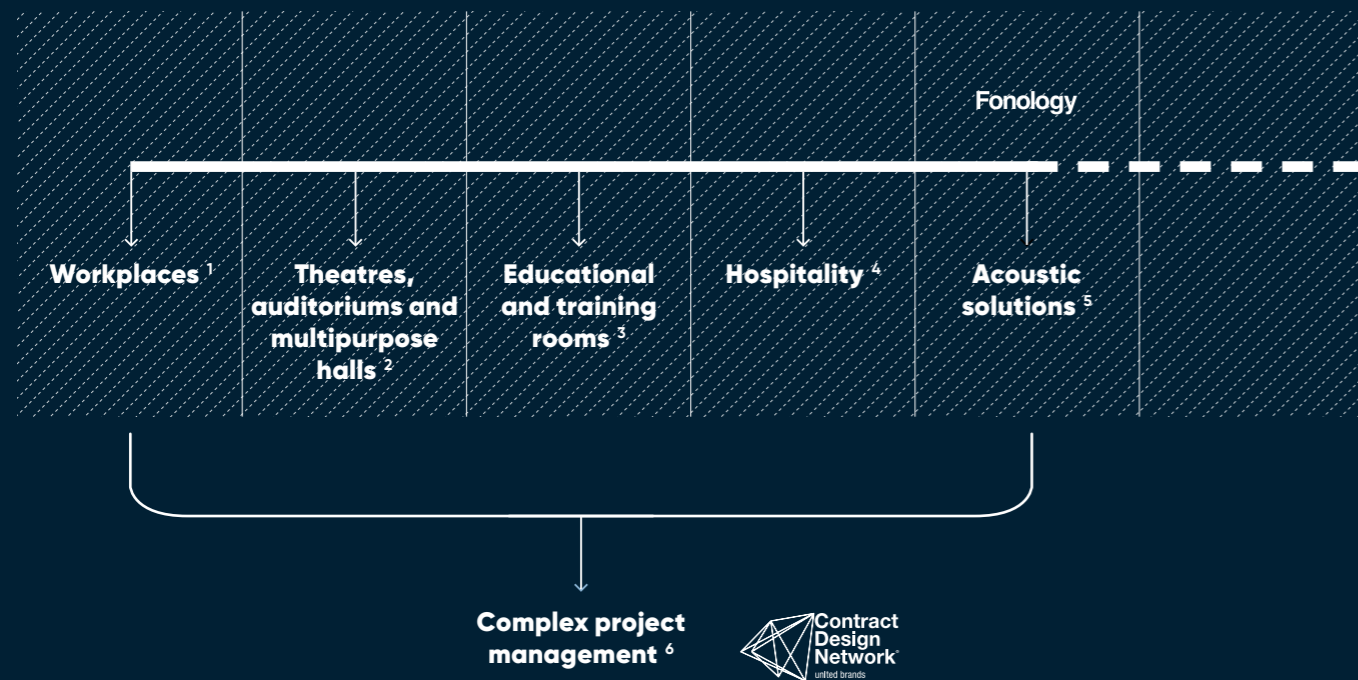 Fonology
Workplaces 1
Theatres,
auditoriums and
multipurpose
halls 2
Educational
and training
rooms 3
Hospitality 4
Acoustic
solutions 5
Complex project
management 6
Contract
Design
Network®
united brands